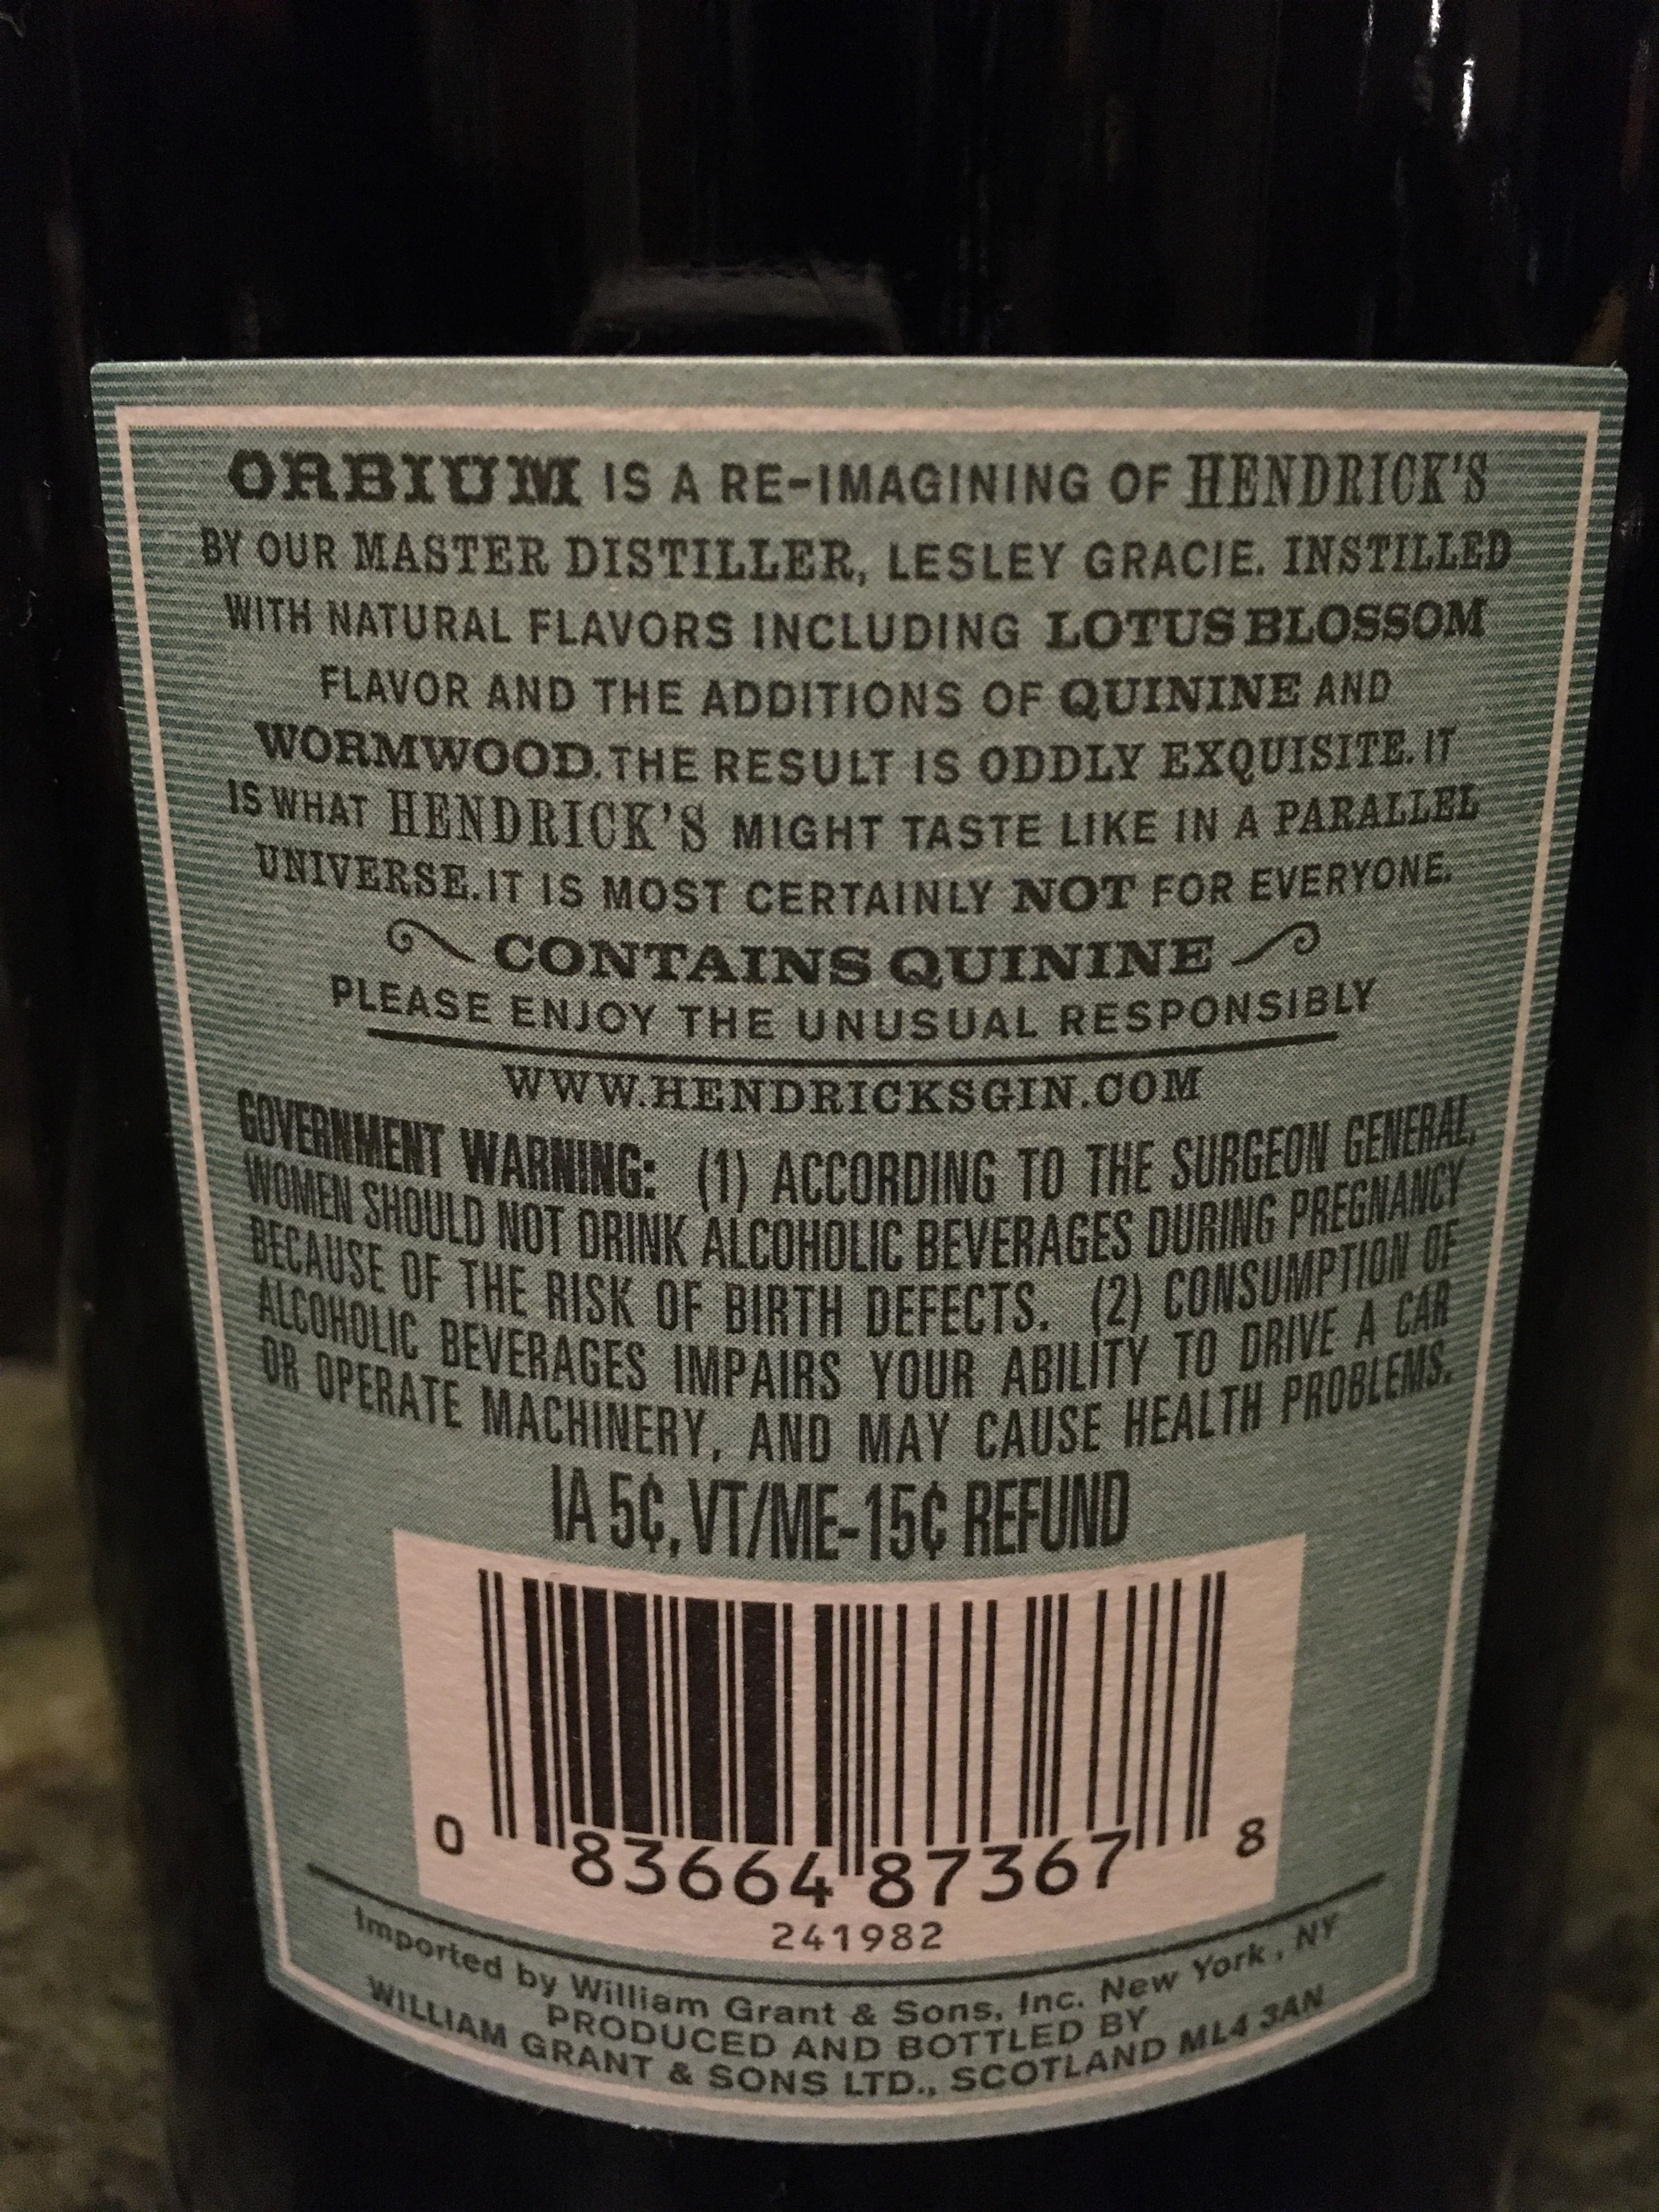 ORBIUM IS A RE-IMAGINING OF HENDRICK'S
BY OUR MASTER DISTILLER, LESLEY GRACIE. INSTILLED
WITH NATURAL FLAVORS INCLUDING LOTUS BLOSSOM
FLAVOR AND THE ADDITIONS OF QUININE AND
WORMWOOD. THE RESULT IS ODDLY EXQUISITE. IT
IS WHAT HENDRICK'S MIGHT TASTE LIKE IN A PARALLEL
UNIVERSE. IT IS MOST CERTAINLY NOT FOR EVERYONE.
CONTAINS QUININE
PLEASE ENJOY THE UNUSUAL RESPONSIBLY
WWW.HENDRICKSGIN.COM
GOVERNMENT WARNING: (1) ACCORDING TO THE SURGEON GENERAL,
WOMEN SHOULD NOT DRINK ALCOHOLIC BEVERAGES DURING PREGNANCY
BECAUSE OF THE RISK OF BIRTH DEFECTS. (2) CONSUMPTION OF
ALCOHOLIC BEVERAGES IMPAIRS YOUR ABILITY TO DRIVE A CAR
OR OPERATE MACHINERY, AND MAY CAUSE HEALTH PROBLEMS.
IA 5¢, VT/ME-15¢ REFUND
0 83664 87367 8
241982
Imported by William Grant & Sons, Inc. New York, NY
PRODUCED AND BOTTLED BY
WILLIAM GRANT & SONS LTD., SCOTLAND ML4 3AN